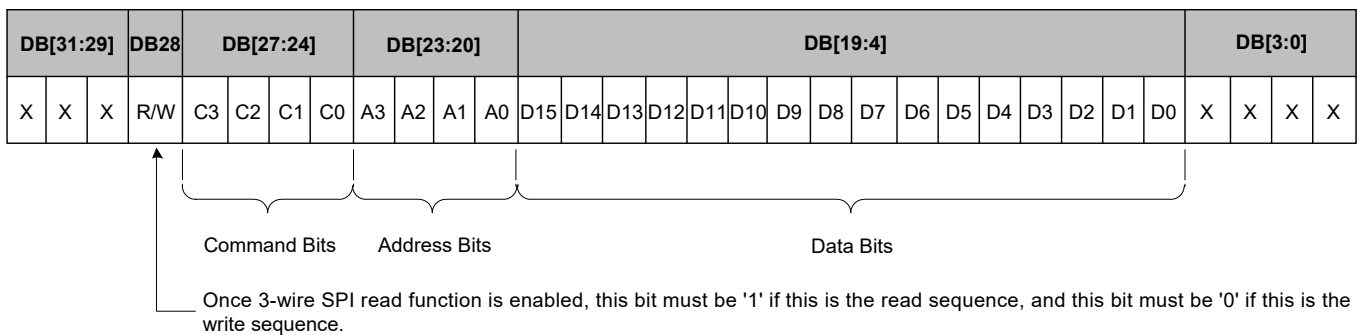 DB[31:29] DB28 DB[27:24] DB[23:20] DB[19:4] DB[3:0]
X X X R/W C3 C2 C1 C0 A3 A2 A1 A0 D15 D14 D13 D12 D11 D10 D9 D8 D7 D6 D5 D4 D3 D2 D1 D0 X X X X
Command Bits Address Bits Data Bits
Once 3-wire SPI read function is enabled, this bit must be '1' if this is the read sequence, and this bit must be '0' if this is the
write sequence.